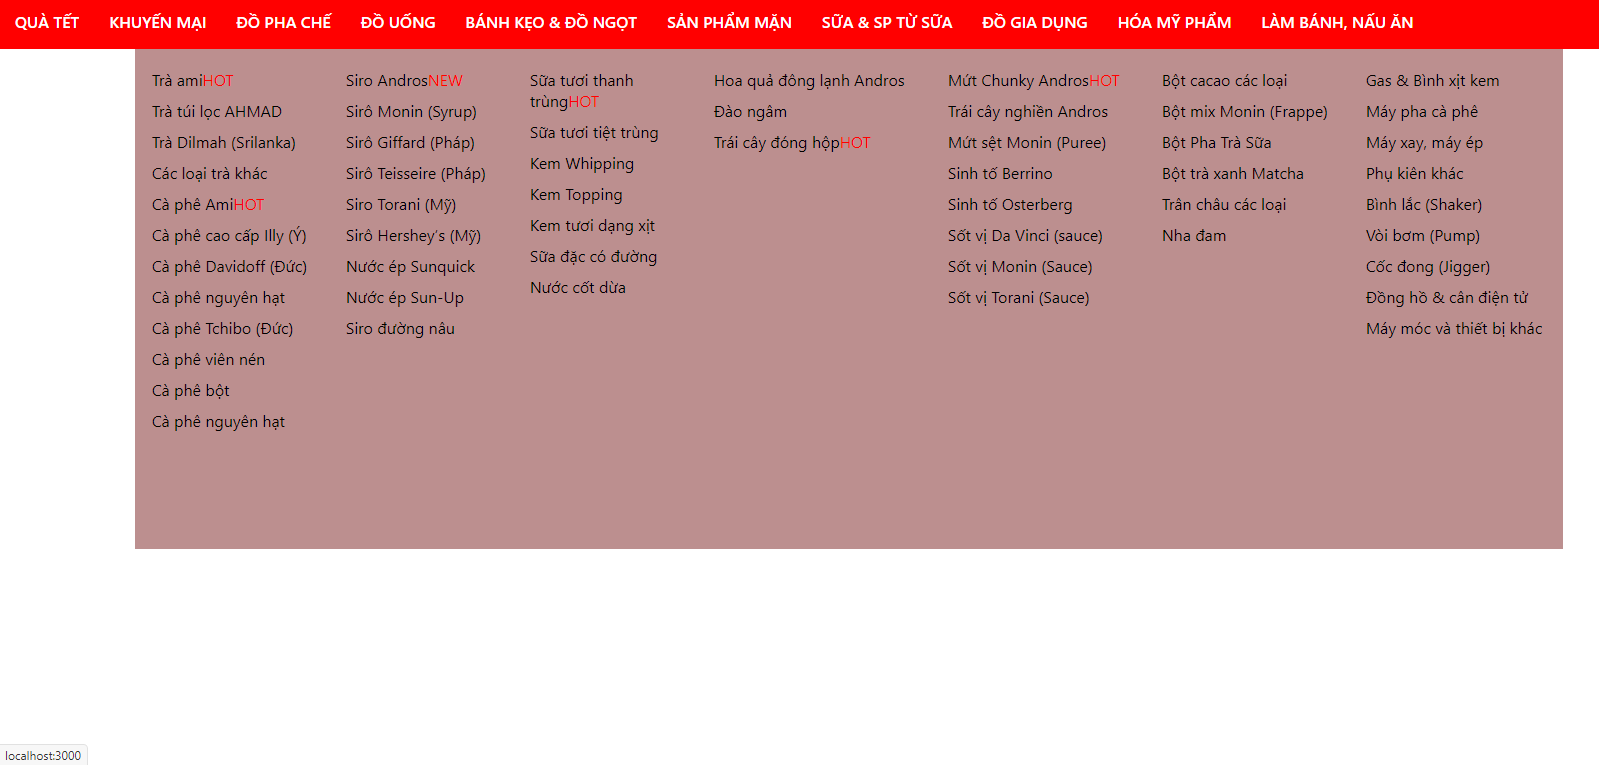 QUÀ TẾT KHUYẾN MẠI ĐỒ PHA CHẾ ĐỒ UỐNG BÁNH KẸO & ĐỒ NGỌT SẢN PHẨM MẶN SỮA & SP TỪ SỮA ĐỒ GIA DỤNG HÓA MỸ PHẨM LÀM BÁNH, NẤU ĂN
Trà amiHOT
Trà túi lọc AHMAD
Trà Dilmah (Srilanka)
Các loại trà khác
Cà phê AmiHOT
Cà phê cao cấp Illy (Ý)
Cà phê Davidoff (Đức)
Cà phê nguyên hạt
Cà phê Tchibo (Đức)
Cà phê viên nén
Cà phê bột
Cà phê nguyên hạt
Siro AndrosNEW
Sirô Monin (Syrup)
Sirô Giffard (Pháp)
Sirô Teisseire (Pháp)
Siro Torani (Mỹ)
Sirô Hershey's (Mỹ)
Nước ép Sunquick
Nước ép Sun-Up
Siro đường nâu
Sữa tươi thanh
trùngHOT
Sữa tươi tiệt trùng
Kem Whipping
Kem Topping
Kem tươi dạng xịt
Sữa đặc có đường
Nước cốt dừa
Hoa quả đông lạnh Andros
Đào ngâm
Trái cây đóng hộpHOT
Mứt Chunky AndrosHOT
Trái cây nghiền Andros
Mứt sệt Monin (Puree)
Sinh tố Berrino
Sinh tố Osterberg
Sốt vị Da Vinci (sauce)
Sốt vị Monin (Sauce)
Sốt vị Torani (Sauce)
Bột cacao các loại
Bột mix Monin (Frappe)
Bột Pha Trà Sữa
Bột trà xanh Matcha
Trân châu các loại
Nha đam
Gas & Bình xịt kem
Máy pha cà phê
Máy xay, máy ép
Phụ kiên khác
Bình lắc (Shaker)
Vòi bơm (Pump)
Cốc đong (Jigger)
Đồng hồ & cân điện tử
Máy móc và thiết bị khác
localhost:3000